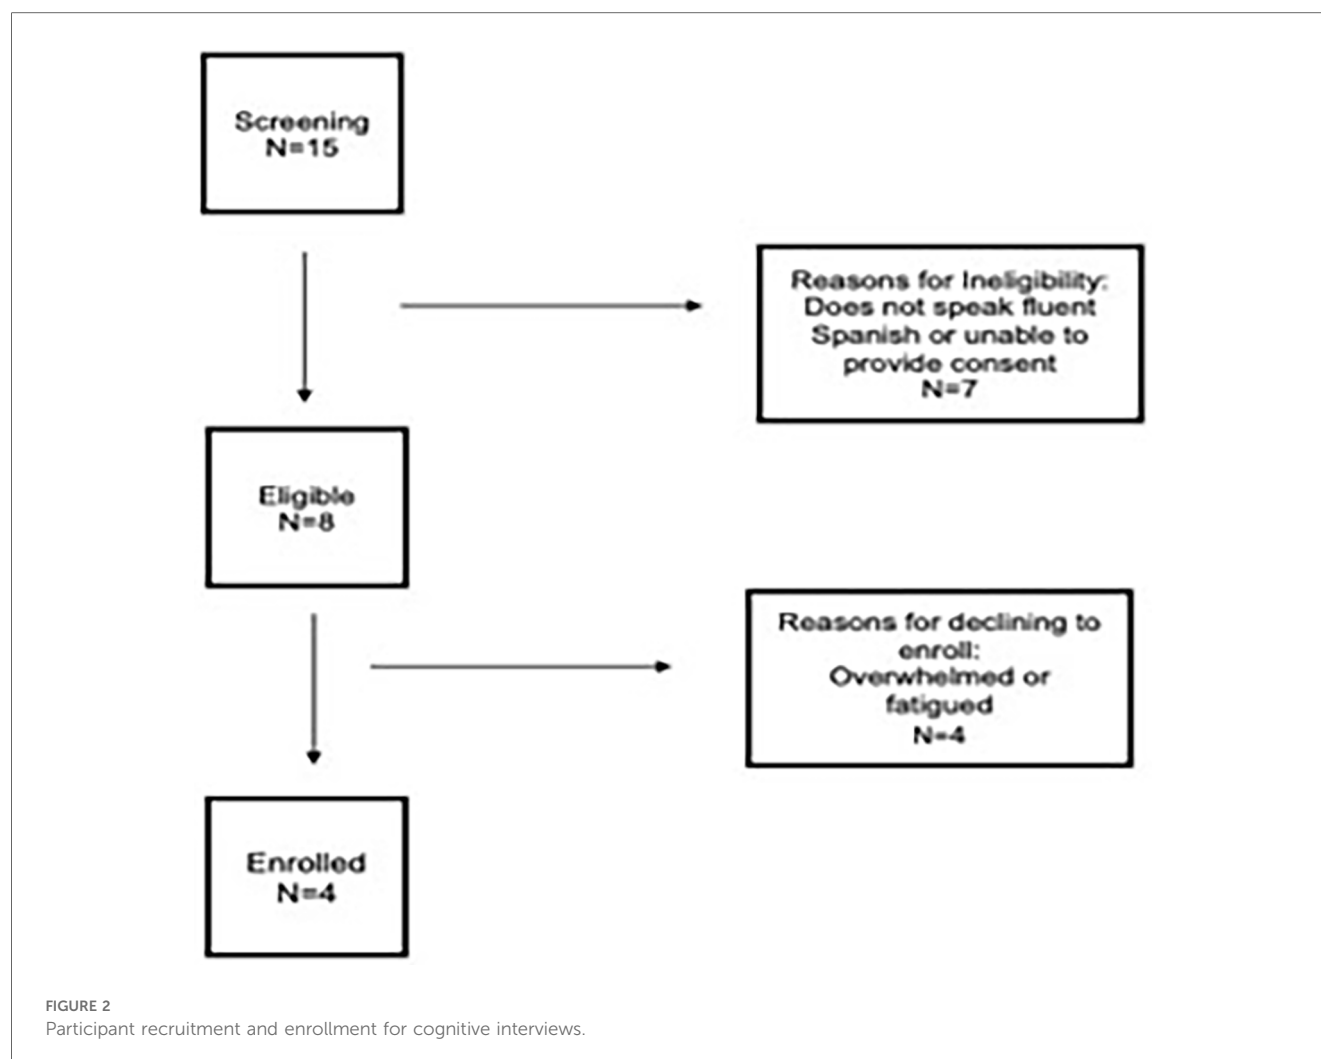 Screening
N=15
Reasons for Ineligibility:
Does not speak fluent
Spanish or unable to
provide consent
N=7
Eligible
N=8
Reasons for declining to
enroll:
Overwhelmed or
fatigued
N=4
Enrolled
N=4
FIGURE 2
Participant recruitment and enrollment for cognitive interviews.